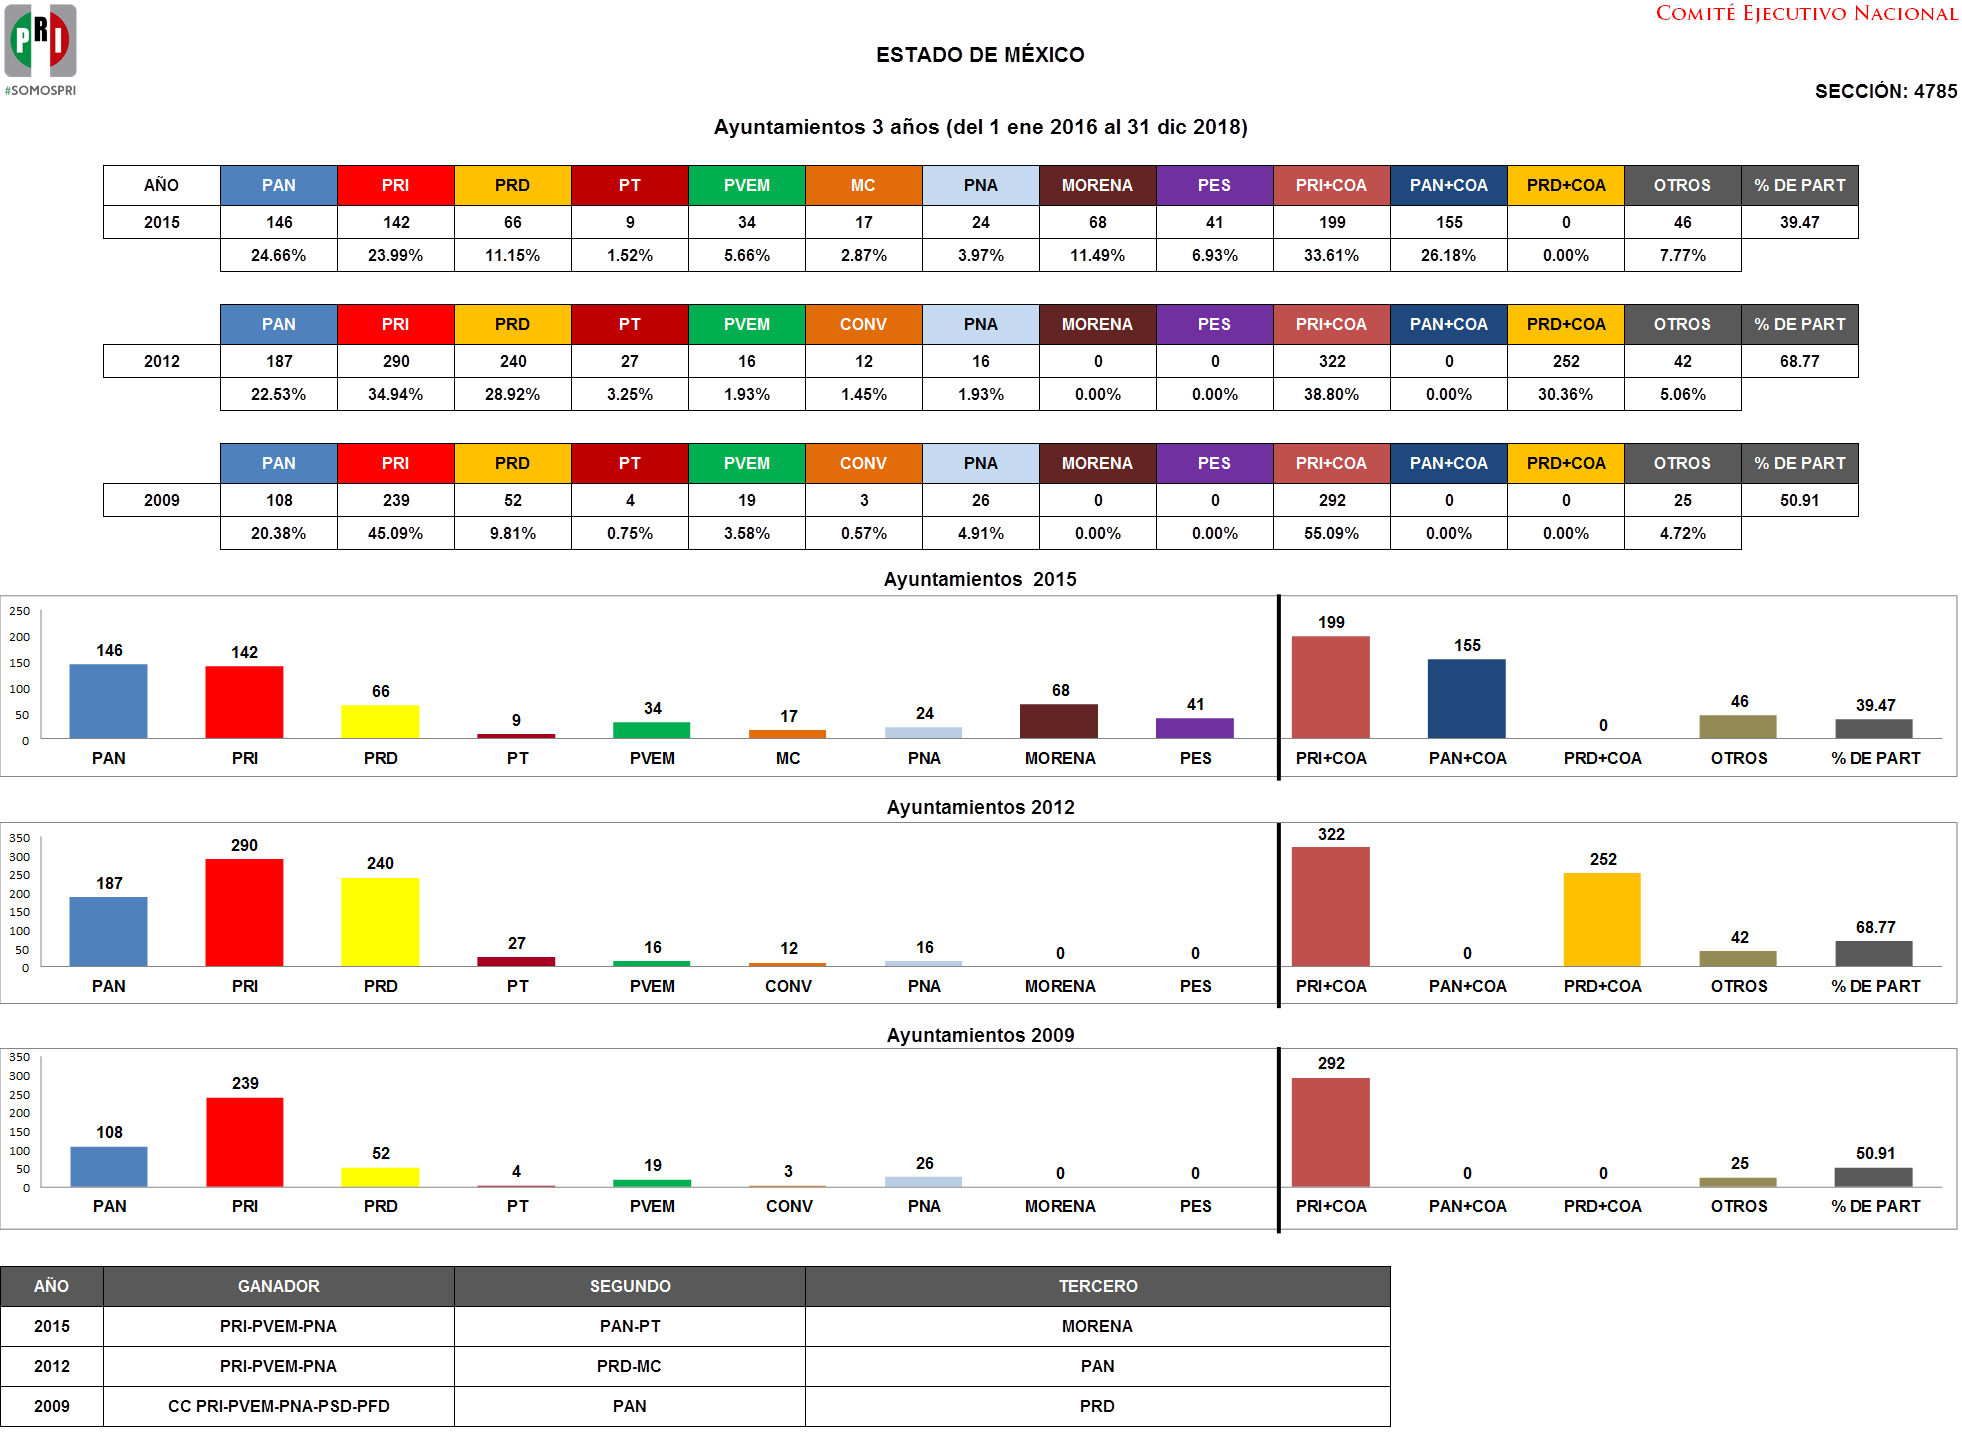 PRI
#SOMOSPRI
COMITÉ EJECUTIVO NACIONAL
ESTADO DE MÉXICO
SECCIÓN: 4785
Ayuntamientos 3 años (del 1 ene 2016 al 31 dic 2018)
AÑO PAN PRI PRD PT PVEM MC PNA MORENA PES PRI+COA PAN+COA PRD+COA OTROS % DE PART
2015 146 142 66 9 34 17 24 68 41 199 155 0 46 39.47
24.66% 23.99% 11.15% 1.52% 5.66% 2.87% 3.97% 11.49% 6.93% 33.61% 26.18% 0.00% 7.77%
PAN PRI PRD PT PVEM CONV PNA MORENA PES PRI+COA PAN+COA PRD+COA OTROS % DE PART
2012 187 290 240 27 16 12 16 0 0 322 0 252 42 68.77
22.53% 34.94% 28.92% 3.25% 1.93% 1.45% 1.93% 0.00% 0.00% 38.80% 0.00% 30.36% 5.06%
PAN PRI PRD PT PVEM CONV PNA MORENA PES PRI+COA PAN+COA PRD+COA OTROS % DE PART
2009 108 239 52 4 19 3 26 0 0 292 0 0 25 50.91
20.38% 45.09% 9.81% 0.75% 3.58% 0.57% 4.91% 0.00% 0.00% 55.09% 0.00% 0.00% 4.72%
Ayuntamientos 2015
250
200
150
100
50
0
146 142 66 9 34 17 24 68 41 199 155 0 46 39.47
PAN PRI PRD PT PVEM MC PNA MORENA PES PRI+COA PAN+COA PRD+COA OTROS % DE PART
Ayuntamientos 2012
350
300
250
200
150
100
50
0
187 290 240 27 16 12 16 0 0 322 0 252 42 68.77
PAN PRI PRD PT PVEM CONV PNA MORENA PES PRI+COA PAN+COA PRD+COA OTROS % DE PART
Ayuntamientos 2009
350
300
250
200
150
100
50
0
108 239 52 4 19 3 26 0 0 292 0 0 25 50.91
PAN PRI PRD PT PVEM CONV PNA MORENA PES PRI+COA PAN+COA PRD+COA OTROS % DE PART
AÑO GANADOR SEGUNDO TERCERO
2015 PRI-PVEM-PNA PAN-PT MORENA
2012 PRI-PVEM-PNA PRD-MC PAN
2009 CC PRI-PVEM-PNA-PSD-PFD PAN PRD